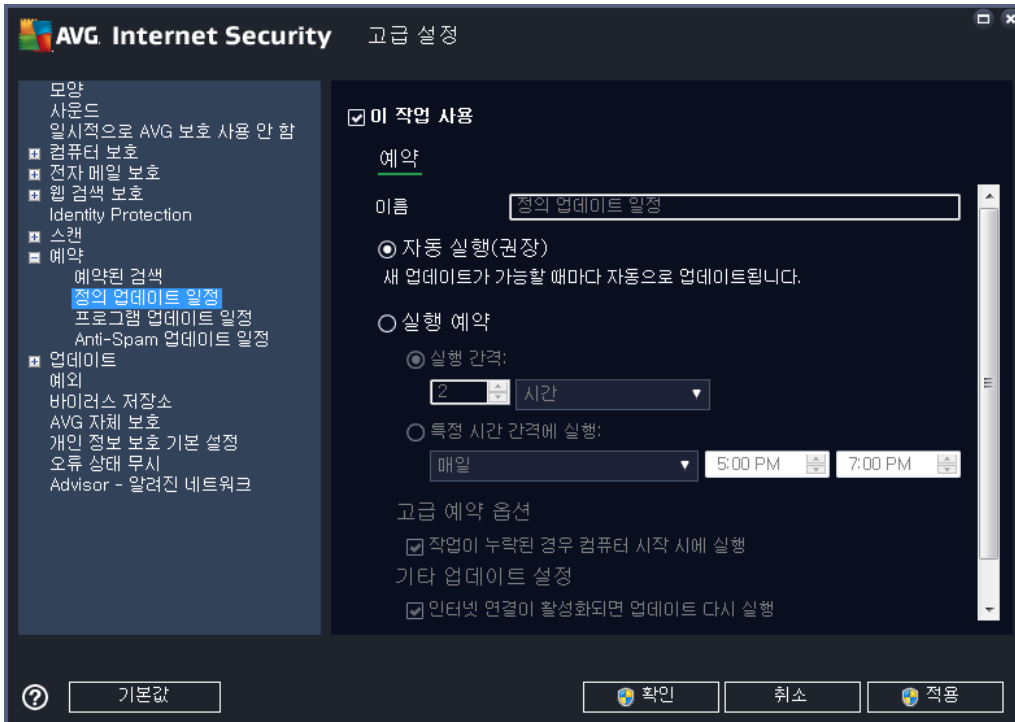 AVG Internet Security 고급 설정
모양
사운드
일시적으로 AVG 보호 사용 안 함
컴퓨터 보호
전자 메일 보호
웹 검색 보호
Identity Protection
스캔
예약
예약된 검색
정의 업데이트 일정
프로그램 업데이트 일정
Anti-Spam 업데이트 일정
업데이트
예외
바이러스 저장소
AVG 자체 보호
개인 정보 보호 기본 설정
오류 상태 무시
Advisor - 알려진 네트워크
이 작업 사용
예약
이름 정의 업데이트 일정
자동 실행(권장)
새 업데이트가 가능할 때마다 자동으로 업데이트됩니다.
실행 예약
실행 간격:
2 시간
특정 시간 간격에 실행:
매일 5:00 PM 7:00 PM
고급 예약 옵션
작업이 누락된 경우 컴퓨터 시작 시에 실행
기타 업데이트 설정
인터넷 연결이 활성화되면 업데이트 다시 실행
기본값 확인 취소 적용